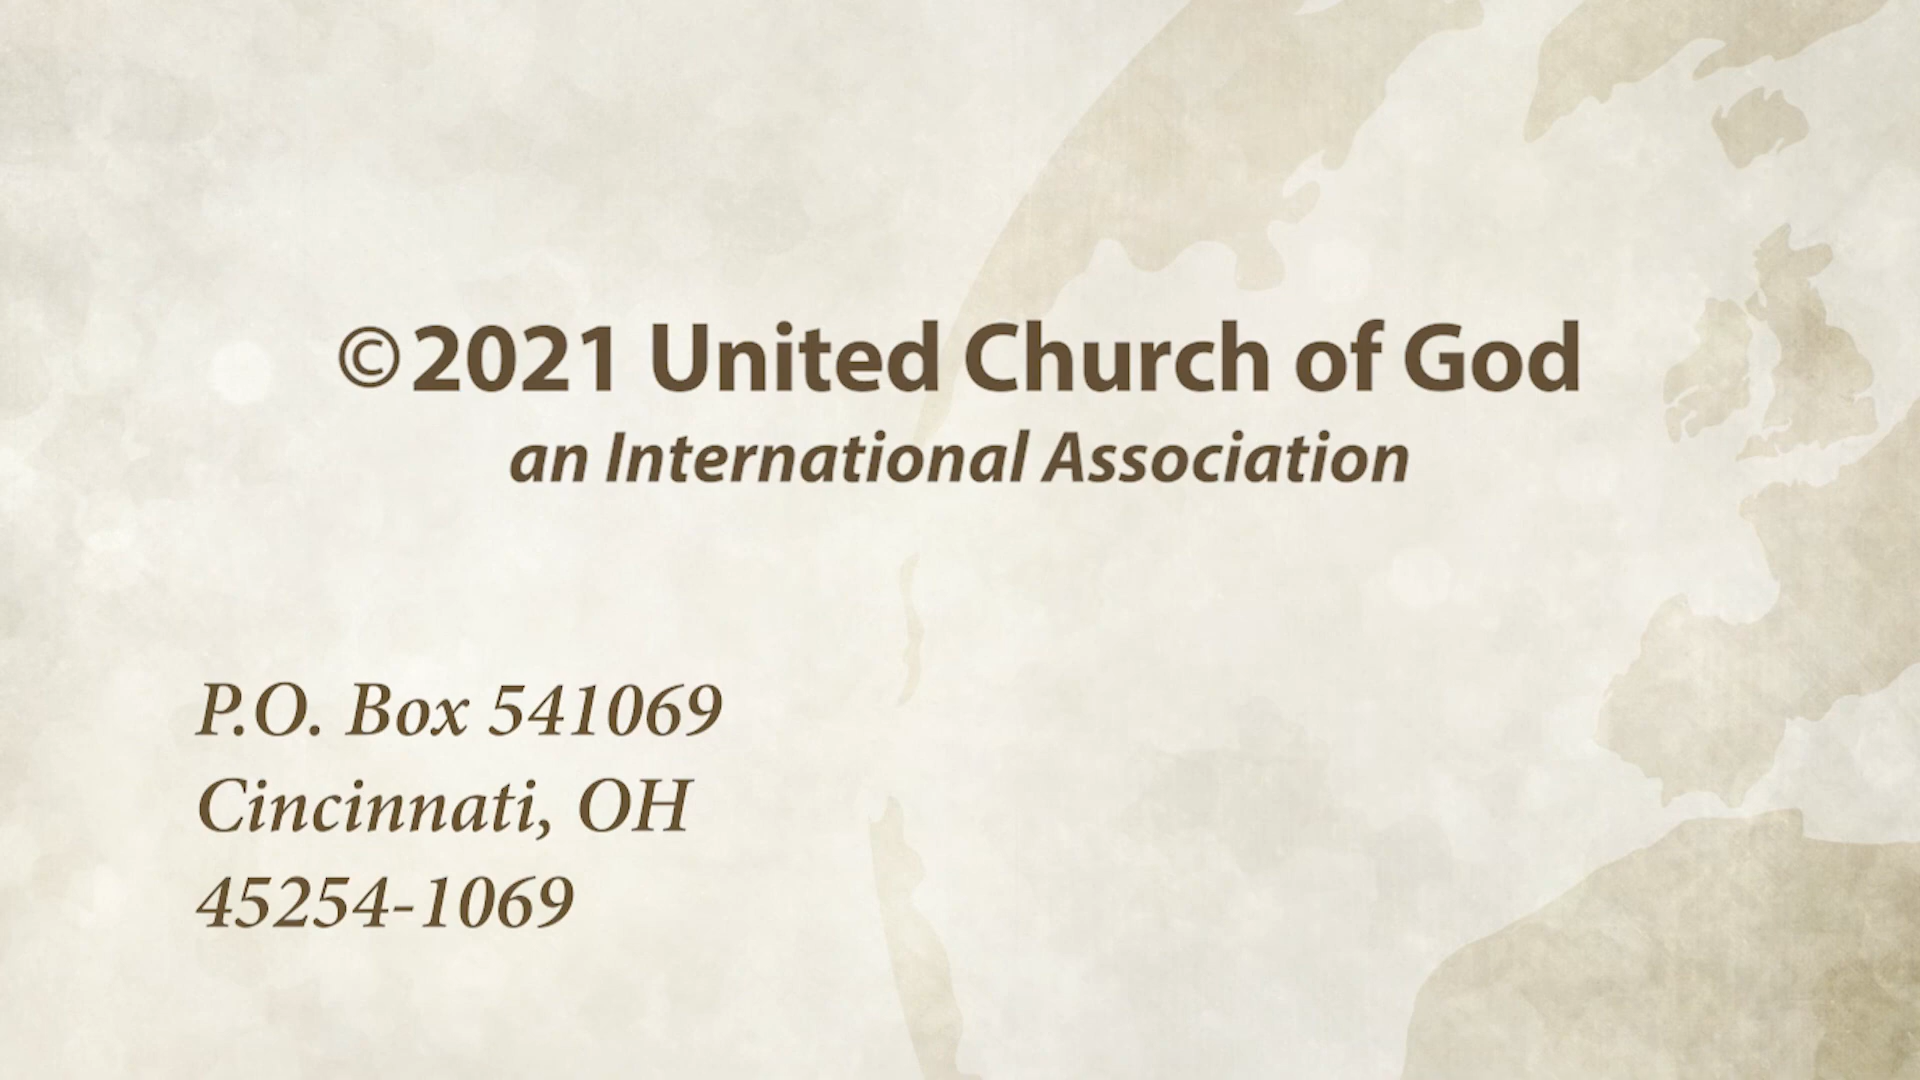 ©2021 United Church of God
an International Association
P.O. Box 541069
Cincinnati, OH
45254-1069